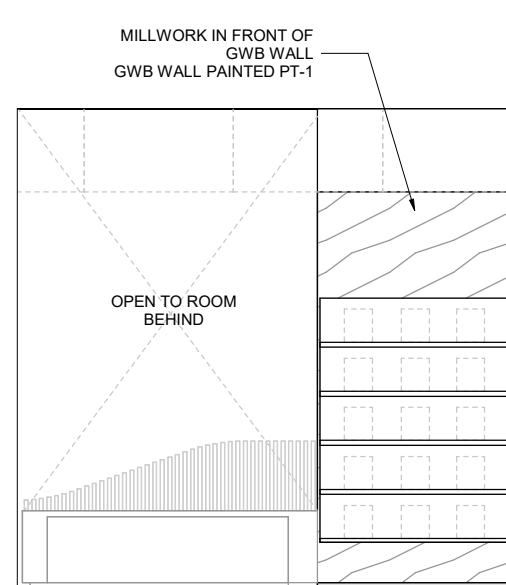 MILLWORK IN FRONT OF
GWB WALL
GWB WALL PAINTED PT-1
OPEN TO ROOM
BEHIND